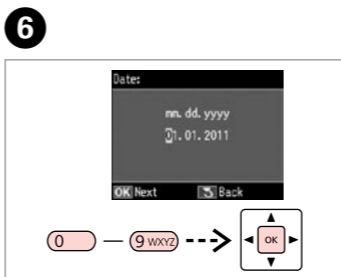 6
Date:
mm.dd.yyyy
01.01.2011
OK Next Back
0 — 9 WXYZ OK